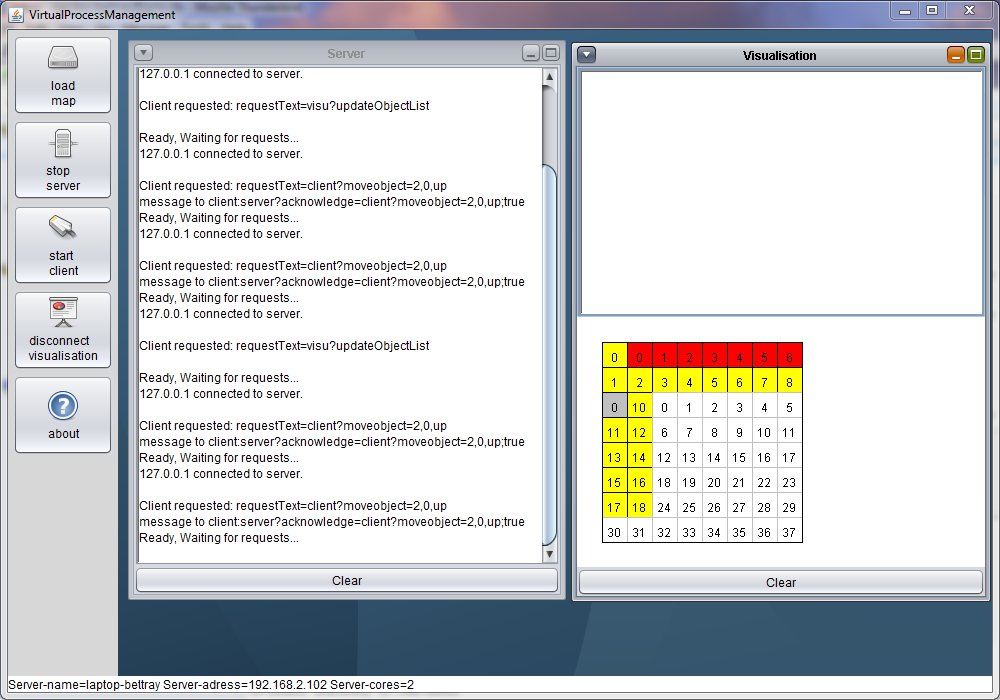 VirtualProcessManagement
load
map
stop
server
start
client
disconnect
visualisation
about
Server
127.0.0.1 connected to server.
Client requested: requestText=visu?updateObjectList
Ready, Waiting for requests...
127.0.0.1 connected to server.
Client requested: requestText=client?moveobject=2,0,up
message to client:server?acknowledge=client?moveobject=2,0,up;true
Ready, Waiting for requests...
127.0.0.1 connected to server.
Client requested: requestText=client?moveobject=2,0,up
message to client:server?acknowledge=client?moveobject=2,0,up;true
Ready, Waiting for requests...
127.0.0.1 connected to server.
Client requested: requestText=visu?updateObjectList
Ready, Waiting for requests...
127.0.0.1 connected to server.
Client requested: requestText=client?moveobject=2,0,up
message to client:server?acknowledge=client?moveobject=2,0,up;true
Ready, Waiting for requests...
127.0.0.1 connected to server.
Client requested: requestText=client?moveobject=2,0,up
message to client:server?acknowledge=client?moveobject=2,0,up;true
Ready, Waiting for requests...
Clear
Visualisation
0 0 1 2 3 4 5 6
1 2 3 4 5 6 7 8
0 10 0 1 2 3 4 5
11 12 6 7 8 9 10 11
13 14 12 13 14 15 16 17
15 16 18 19 20 21 22 23
17 18 24 25 26 27 28 29
30 31 32 33 34 35 36 37
Clear
Server-name=laptop-bettray Server-adress=192.168.2.102 Server-cores=2